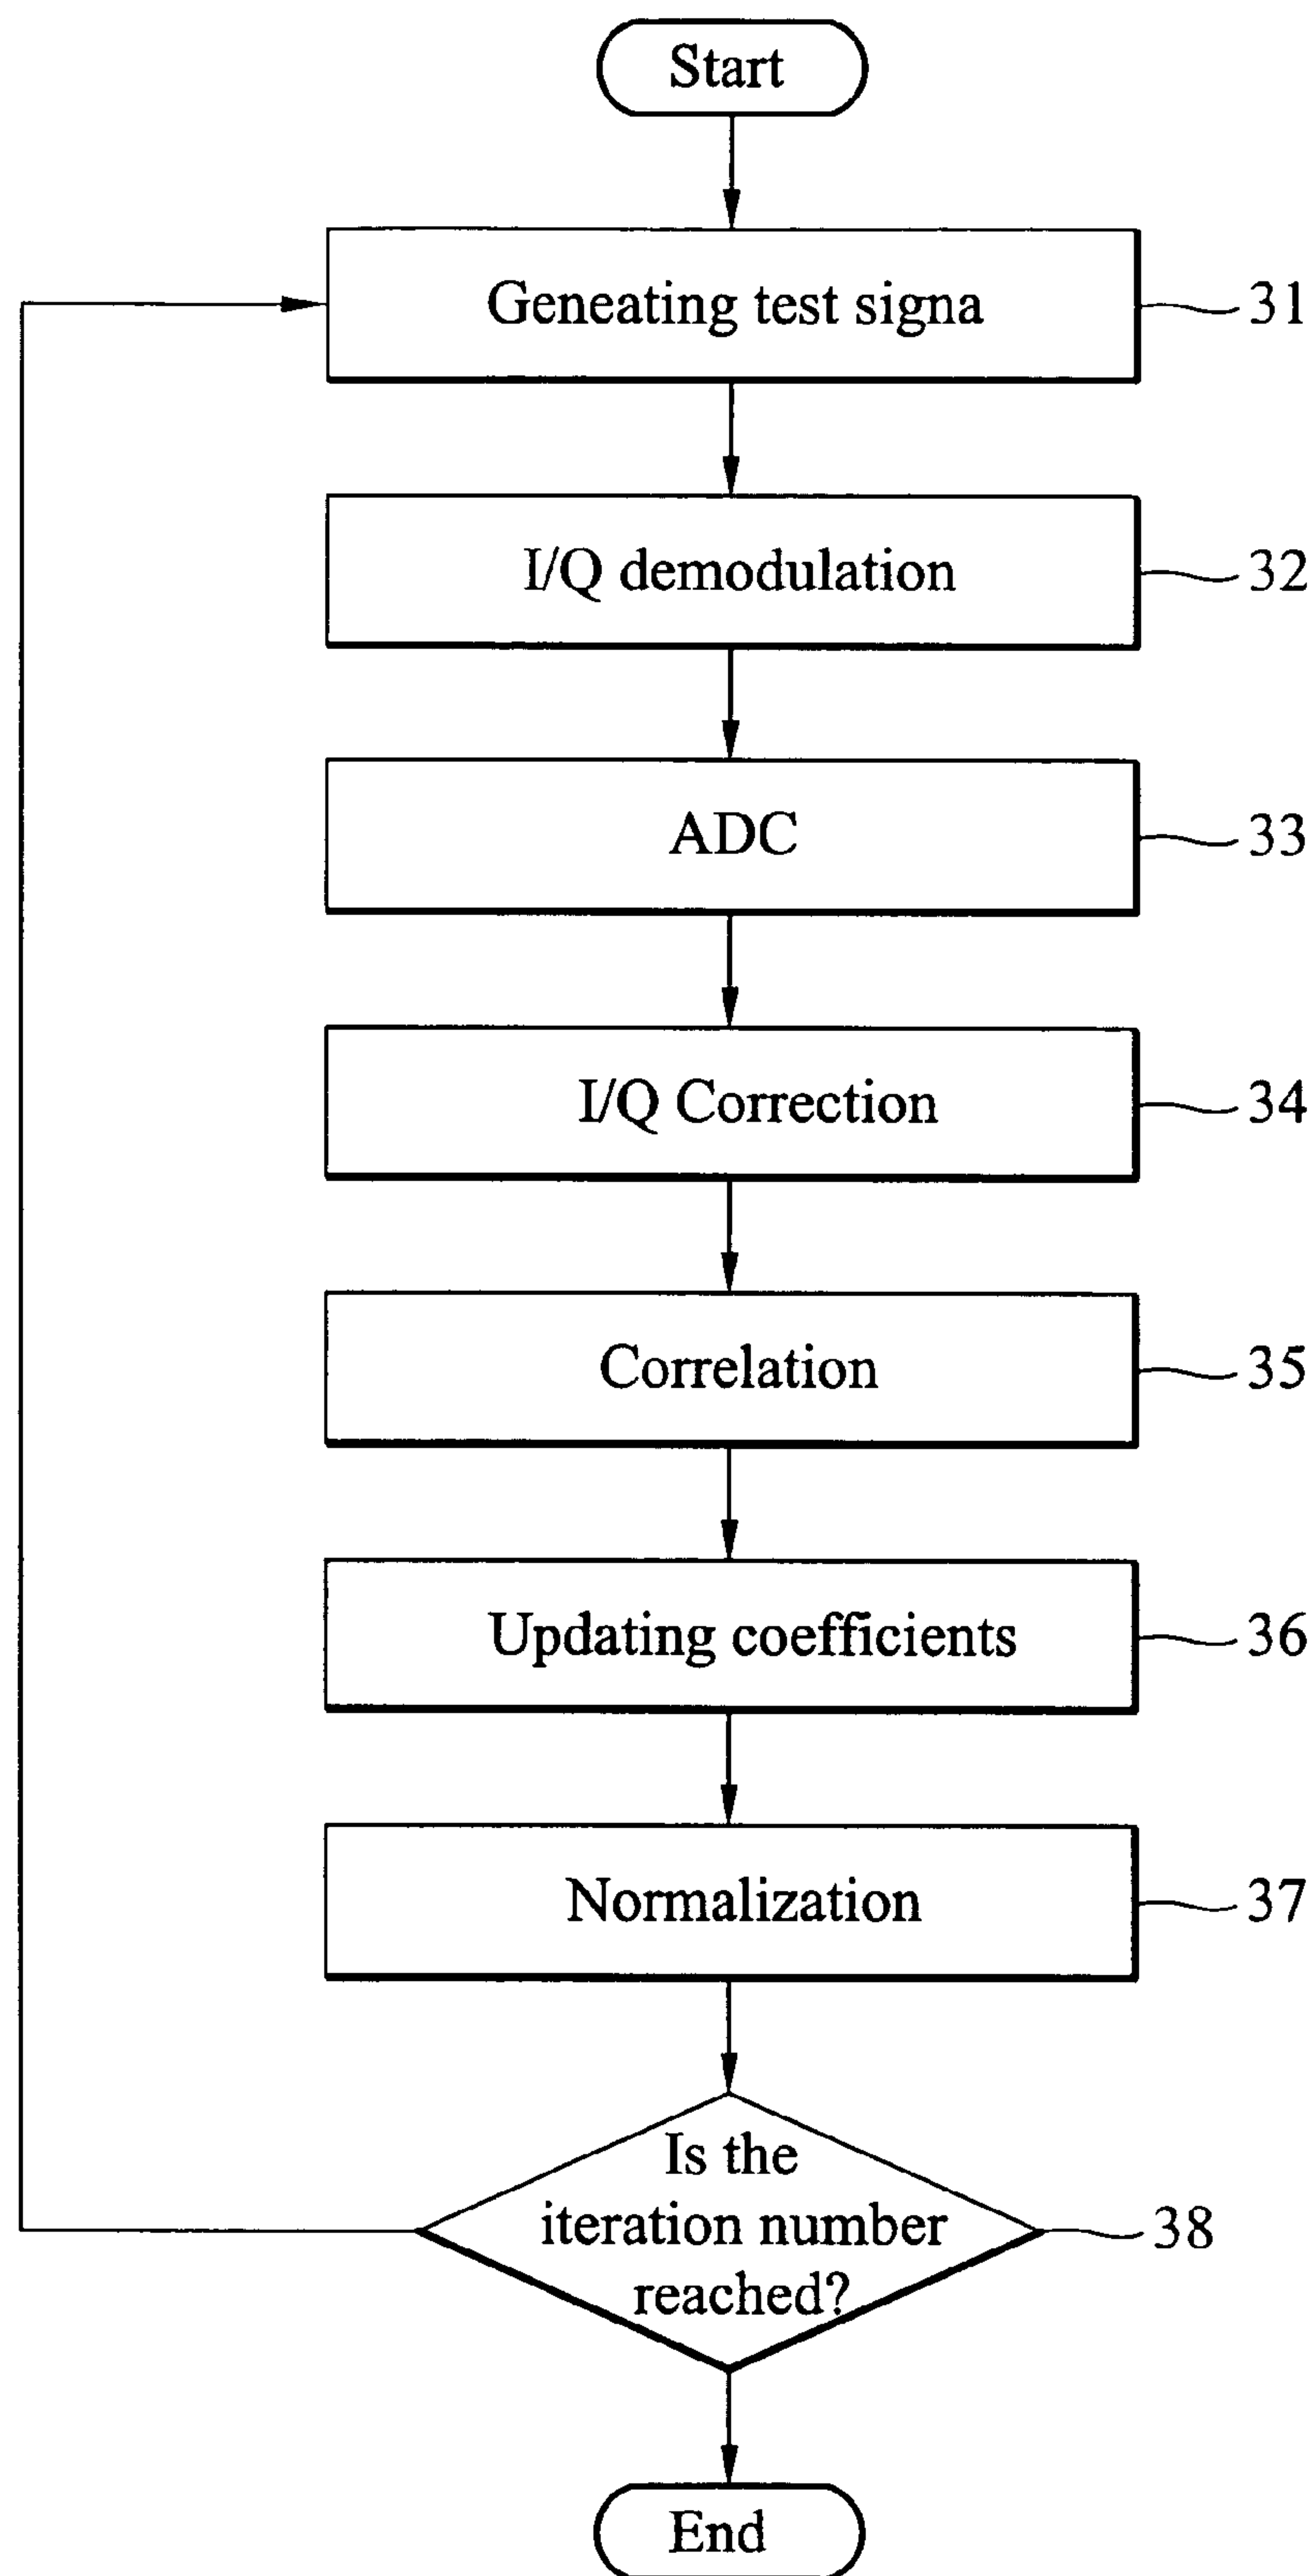 Start
Geneating test signa
31
I/Q demodulation
32
ADC
33
I/Q Correction
34
Correlation
35
Updating coefficients
36
Normalization
37
Is the
iteration number
reached?
38
End